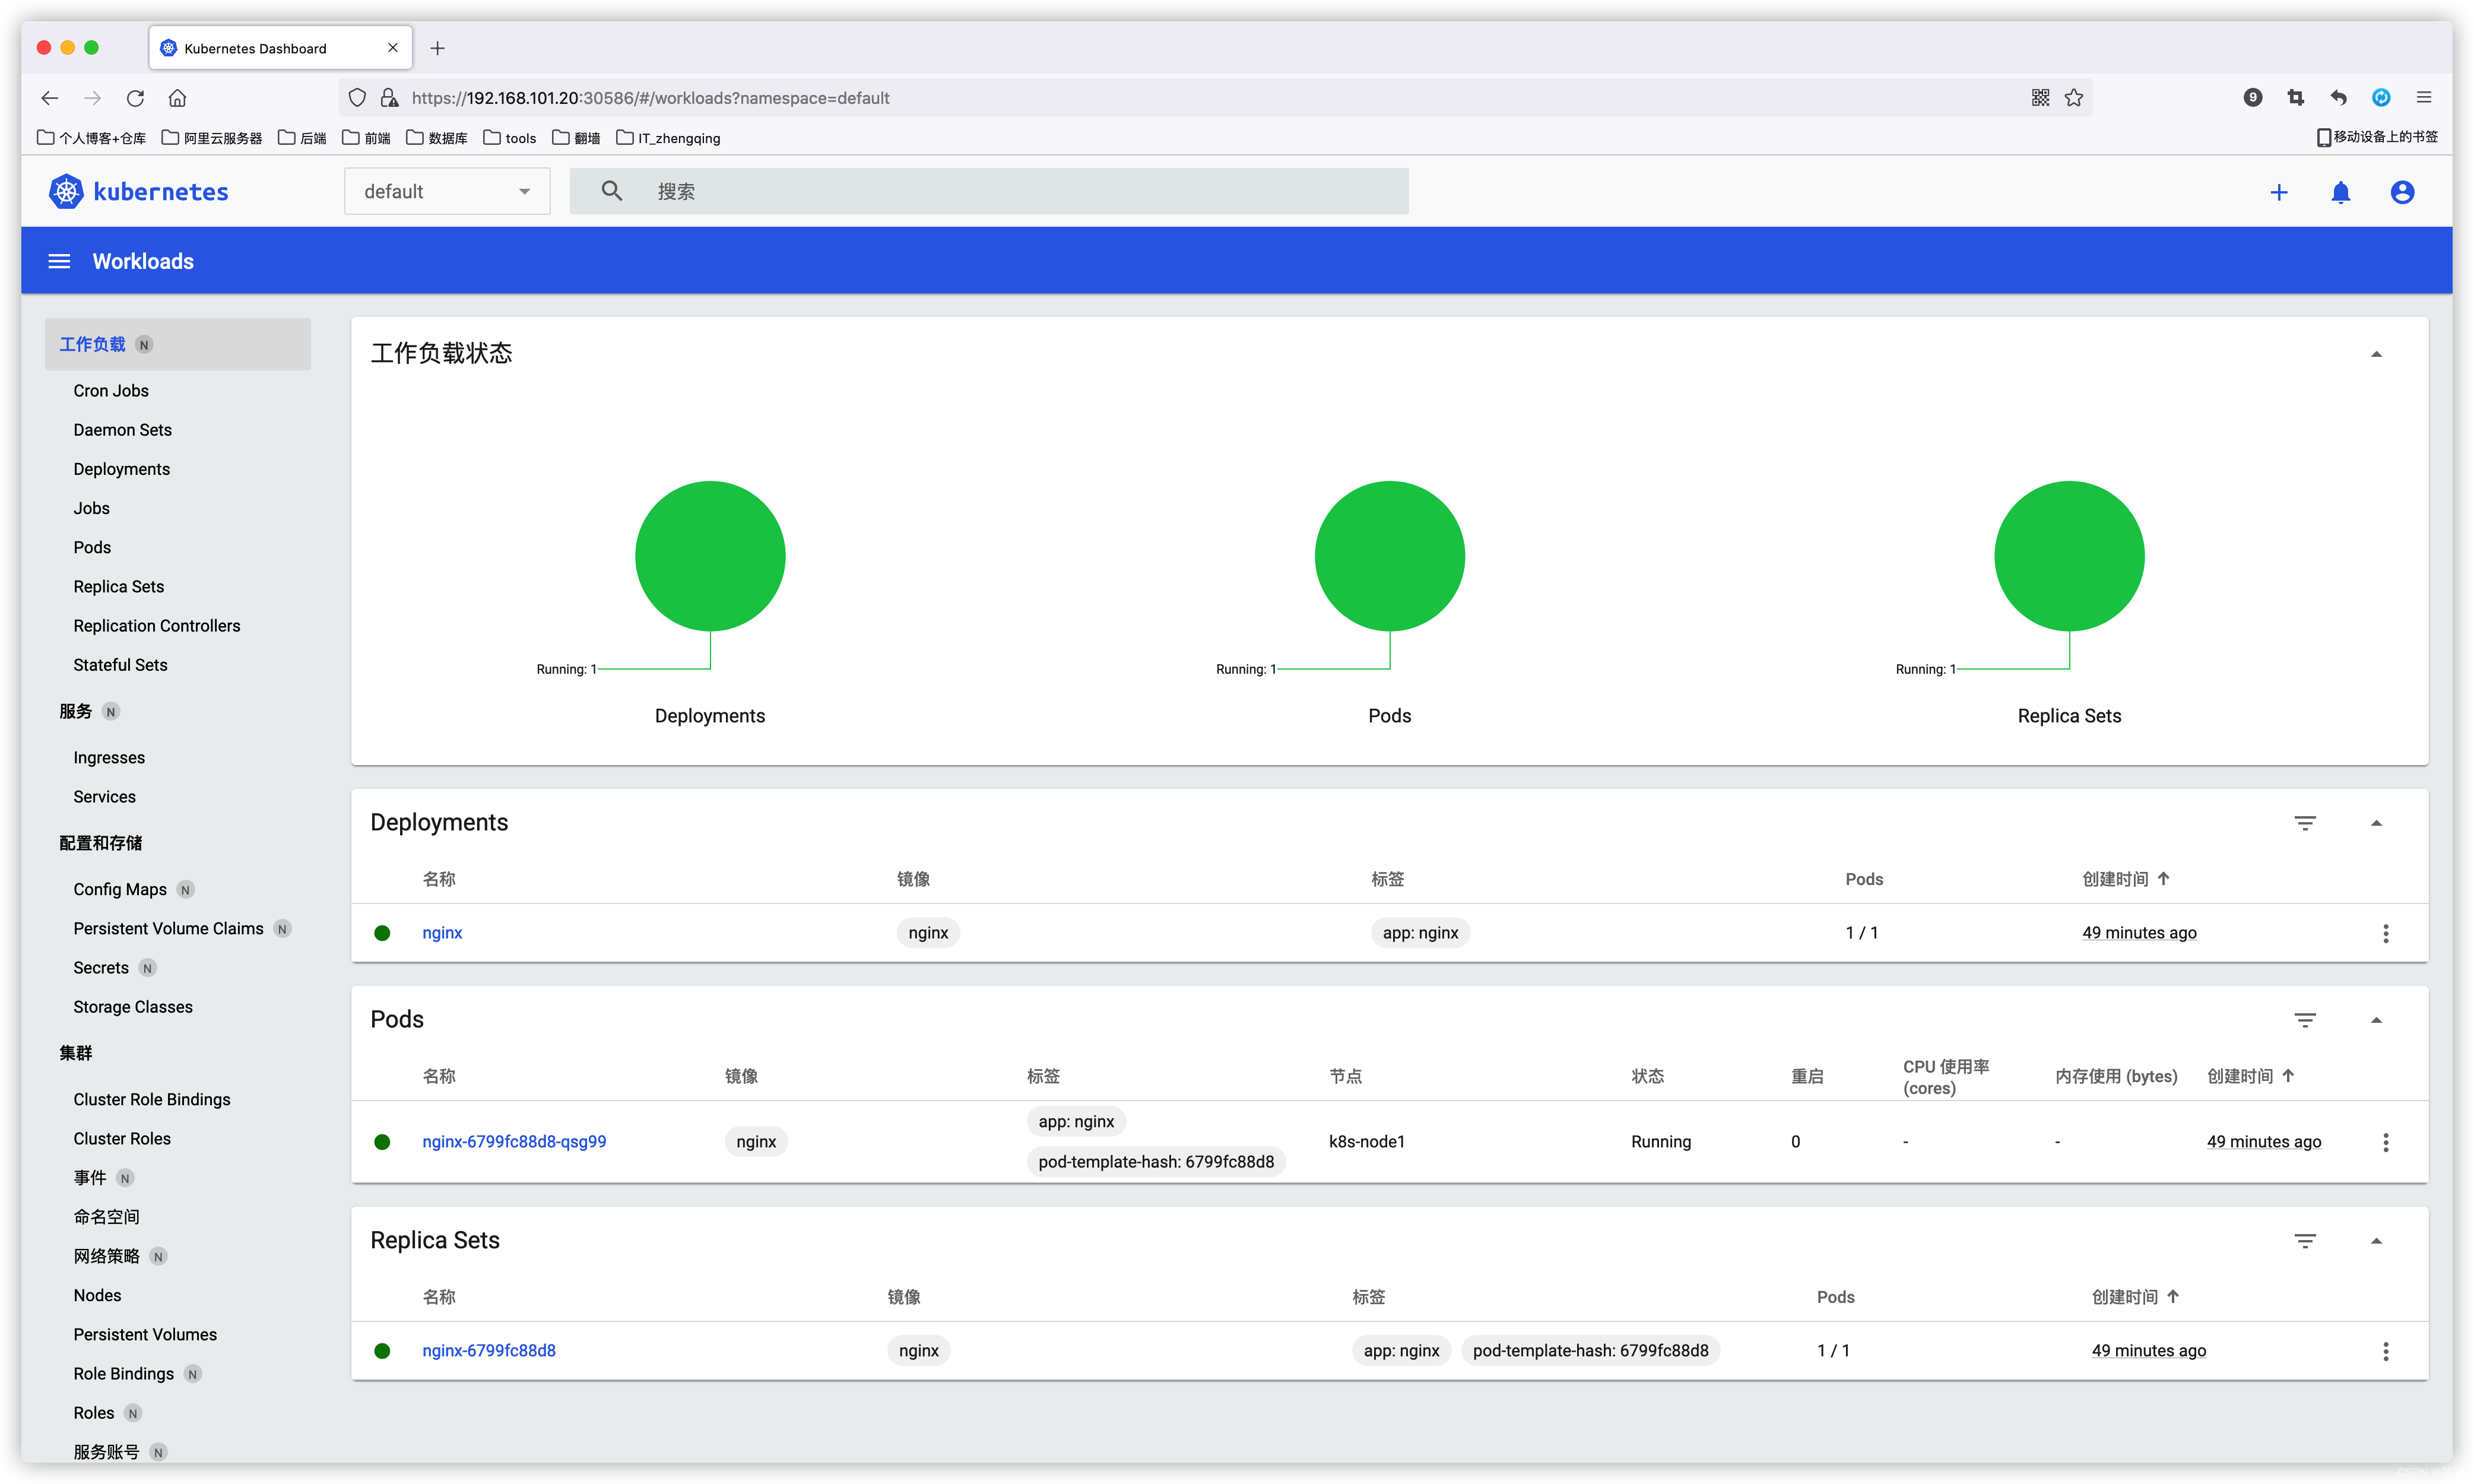 Kubernetes Dashboard
https://192.168.101.20:30586/#/workloads?namespace=default
9
个人博客+仓库 阿里云服务器 后端 前端 数据库 tools 翻墙 IT_zhengqing 移动设备上的书签
kubernetes default 搜索
Workloads
工作负载 N
Cron Jobs
Daemon Sets
Deployments
Jobs
Pods
Replica Sets
Replication Controllers
Stateful Sets
服务 N
Ingresses
Services
配置和存储
Config Maps N
Persistent Volume Claims N
Secrets N
Storage Classes
集群
Cluster Role Bindings
Cluster Roles
事件 N
命名空间
网络策略 N
Nodes
Persistent Volumes
Role Bindings N
Roles N
服务账号 N
工作负载状态
Running: 1 Running: 1 Running: 1
Deployments Pods Replica Sets
Deployments
名称 镜像 标签 Pods 创建时间
nginx nginx app: nginx 1 / 1 49 minutes ago
Pods
名称 镜像 标签 节点 状态 重启 CPU 使用率 (cores) 内存使用 (bytes) 创建时间
nginx-6799fc88d8-qsg99 nginx app: nginx pod-template-hash: 6799fc88d8 k8s-node1 Running 0 - - 49 minutes ago
Replica Sets
名称 镜像 标签 Pods 创建时间
nginx-6799fc88d8 nginx app: nginx pod-template-hash: 6799fc88d8 1 / 1 49 minutes ago